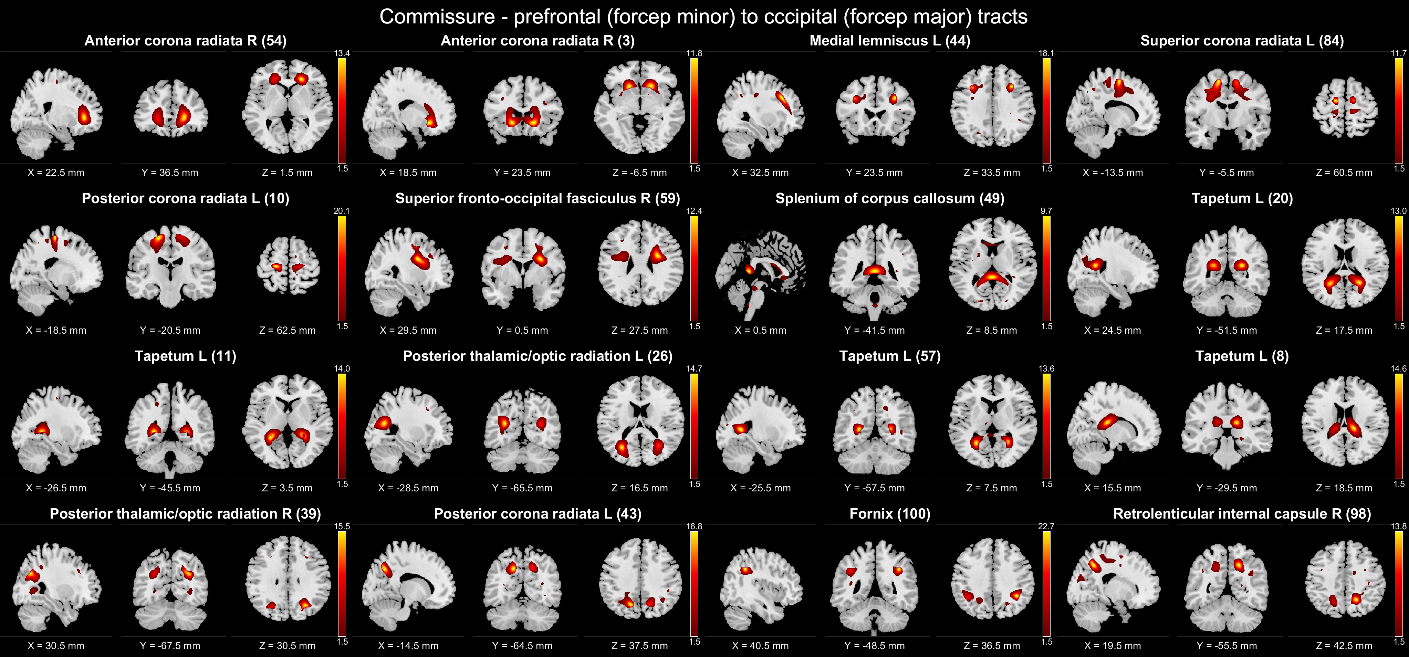 Commissure - prefrontal (forcep minor) to cccipital (forcep major) tracts
Anterior corona radiata R (54)
13.4
1.5
X = 22.5 mm
Y = 36.5 mm
Z = 1.5 mm
Anterior corona radiata R (3)
11.8
1.5
X = 18.5 mm
Y = 23.5 mm
Z = -6.5 mm
Medial lemniscus L (44)
18.1
1.5
X = 32.5 mm
Y = 23.5 mm
Z = 33.5 mm
Superior corona radiata L (84)
11.7
1.5
X = -13.5 mm
Y = -5.5 mm
Z = 60.5 mm
Posterior corona radiata L (10)
20.1
1.5
X = -18.5 mm
Y = -20.5 mm
Z = 62.5 mm
Superior fronto-occipital fasciculus R (59)
12.4
1.5
X = 29.5 mm
Y = 0.5 mm
Z = 27.5 mm
Splenium of corpus callosum (49)
9.7
1.5
X = 0.5 mm
Y = -41.5 mm
Z = 8.5 mm
Tapetum L (20)
13.0
1.5
X = 24.5 mm
Y = -51.5 mm
Z = 17.5 mm
Tapetum L (11)
14.0
1.5
X = -26.5 mm
Y = -45.5 mm
Z = 3.5 mm
Posterior thalamic/optic radiation L (26)
14.7
1.5
X = -28.5 mm
Y = -65.5 mm
Z = 16.5 mm
Tapetum L (57)
13.6
1.5
X = -25.5 mm
Y = -57.5 mm
Z = 7.5 mm
Tapetum L (8)
14.6
1.5
X = 15.5 mm
Y = -29.5 mm
Z = 18.5 mm
Posterior thalamic/optic radiation R (39)
15.5
1.5
X = 30.5 mm
Y = -67.5 mm
Z = 30.5 mm
Posterior corona radiata L (43)
16.8
1.5
X = -14.5 mm
Y = -64.5 mm
Z = 37.5 mm
Fornix (100)
22.7
1.5
X = 40.5 mm
Y = -48.5 mm
Z = 36.5 mm
Retrolenticular internal capsule R (98)
13.8
1.5
X = 19.5 mm
Y = -55.5 mm
Z = 42.5 mm